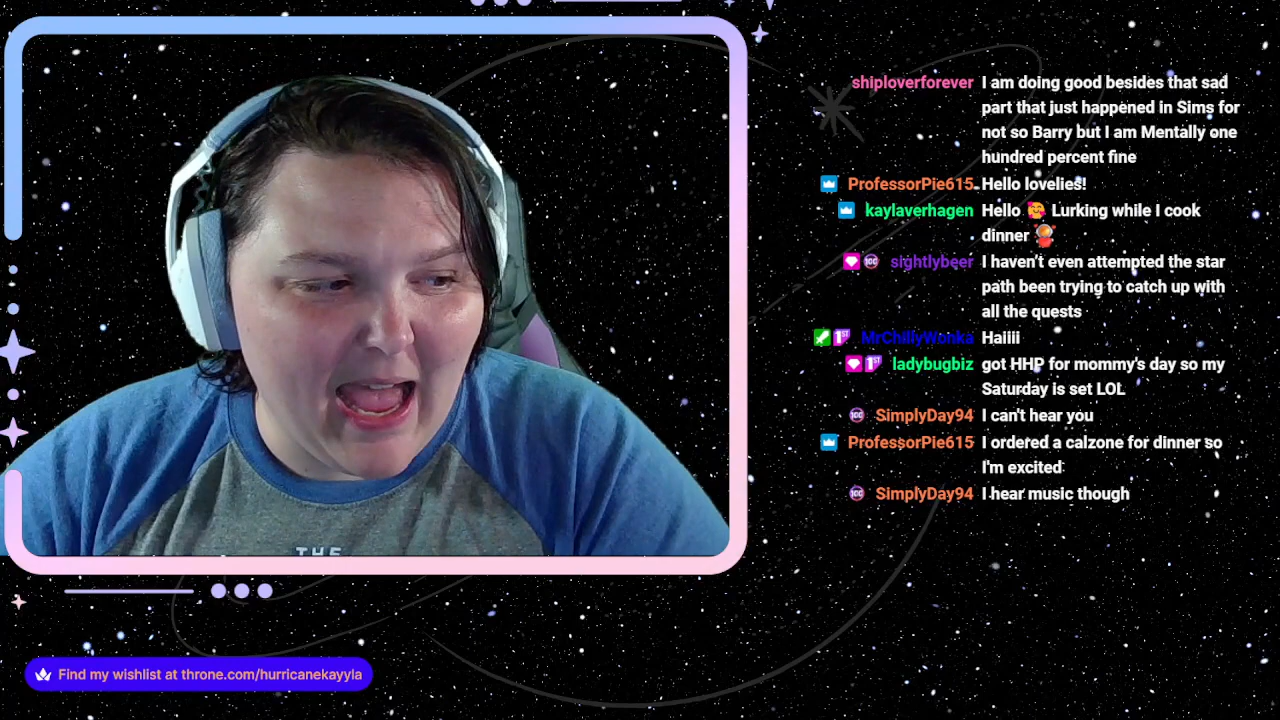 shiploverforever I am doing good besides that sad
part that just happened in Sims for
not so Barry but I am Mentally one
hundred percent fine
ProfessorPie615 Hello lovelies!
kaylaverhagen Hello 🥰 Lurking while I cook
dinner
sightlybeer I haven't even attempted the star
path been trying to catch up with
all the quests
MrChillyWonka Haiiii
ladybugbiz got HHP for mommy's day so my
Saturday is set LOL
SimplyDay94 I can't hear you
ProfessorPie615 I ordered a calzone for dinner so
I'm excited
SimplyDay94 I hear music though
THE
Find my wishlist at throne.com/hurricanekayyla